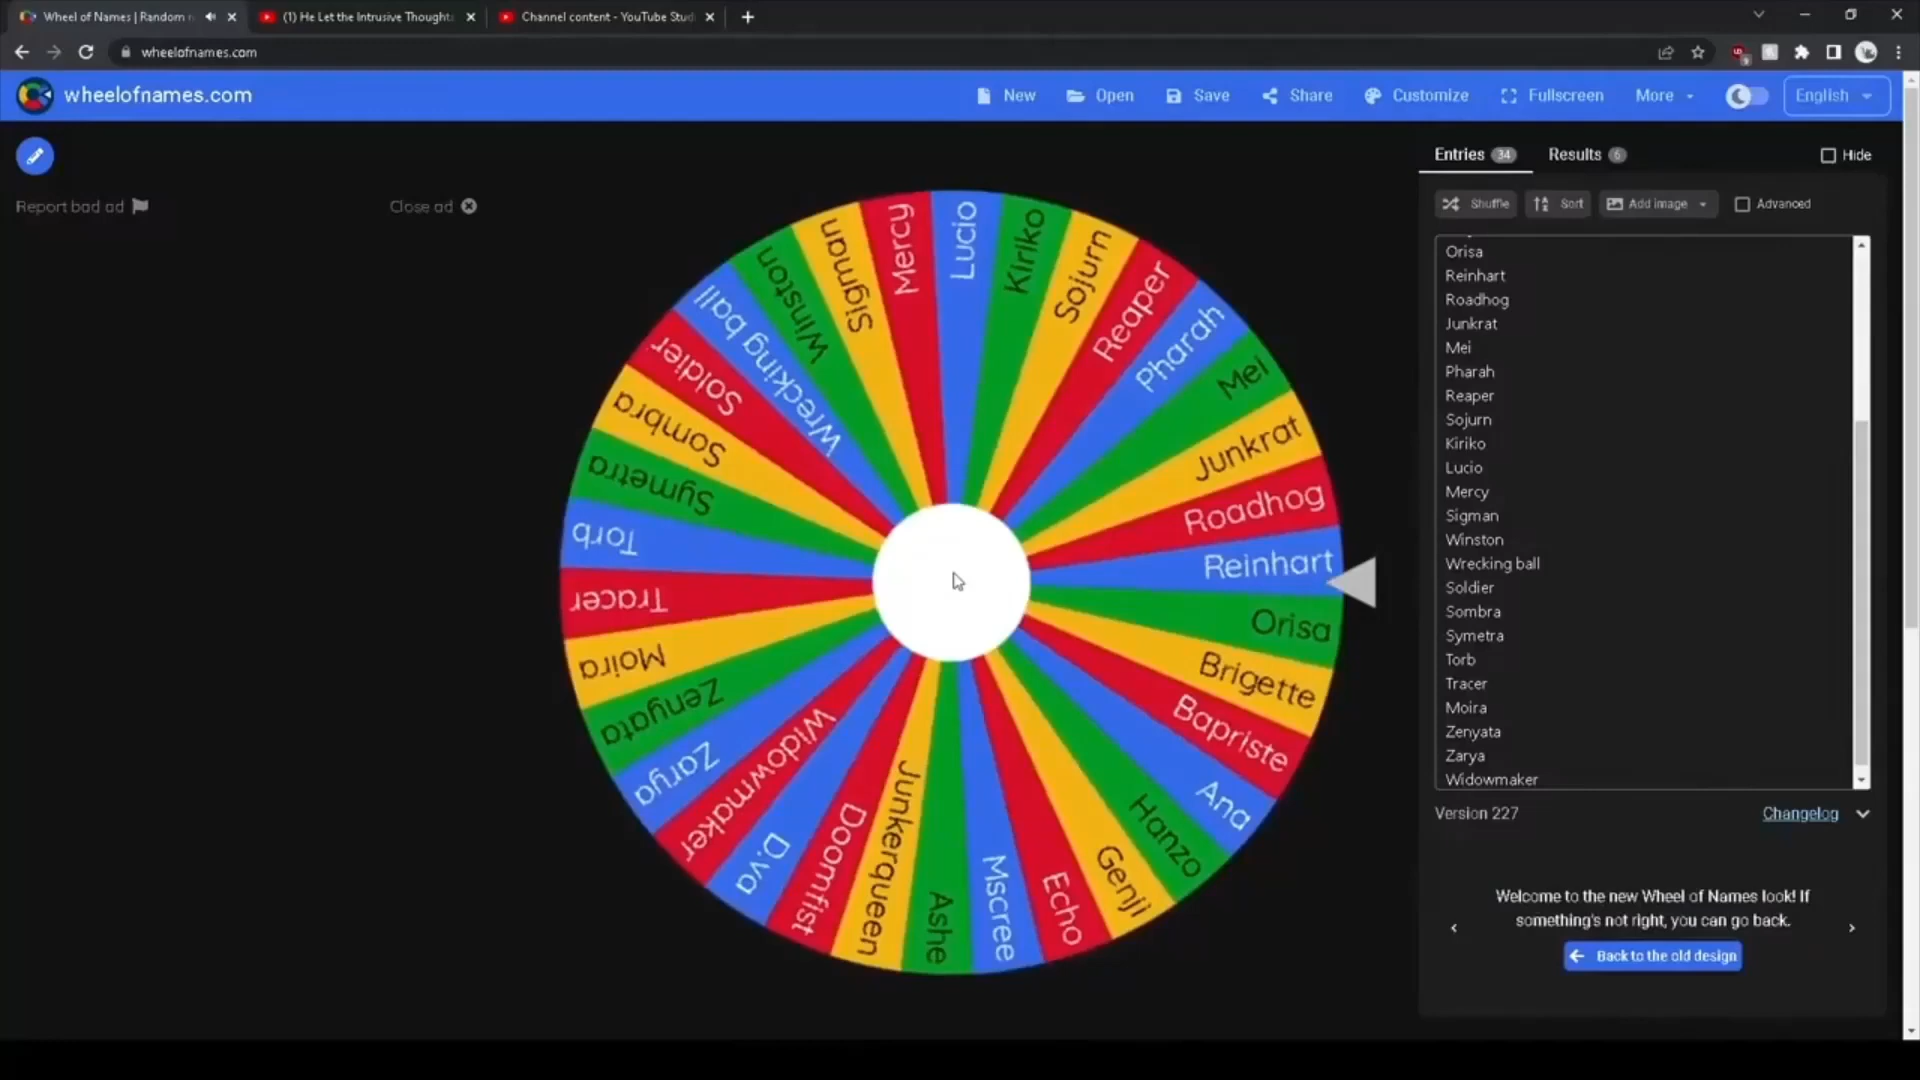 Wheel of Names | Random
(1) He Let the Intrusive Thought
Channel content - YouTube Stud
wheelofnames.com
wheelofnames.com
New
Open
Save
Share
Customize
Fullscreen
More
English
Report bad ad
Close ad
Entries 34
Results 6
Hide
Shuffle
Sort
Add image
Advanced
Orisa
Reinhart
Roadhog
Junkrat
Mei
Pharah
Reaper
Sojurn
Kiriko
Lucio
Mercy
Sigman
Winston
Wrecking ball
Soldier
Sombra
Symetra
Torb
Tracer
Moira
Zenyata
Zarya
Widowmaker
Version 227
Changelog
Welcome to the new Wheel of Names look! If
something's not right, you can go back.
Back to the old design
Lucio
Kiriko
Sojurn
Reaper
Pharah
Mei
Junkrat
Roadhog
Reinhart
Orisa
Brigette
Bapriste
Ana
Hanzo
Genji
Echo
Mscree
Ashe
Junkerqueen
Doomfist
D.va
Widowmaker
Zarya
Zenyata
Moira
Tracer
Torb
Symetra
Sombra
Soldier
Wrecking ball
Winston
Sigman
Mercy